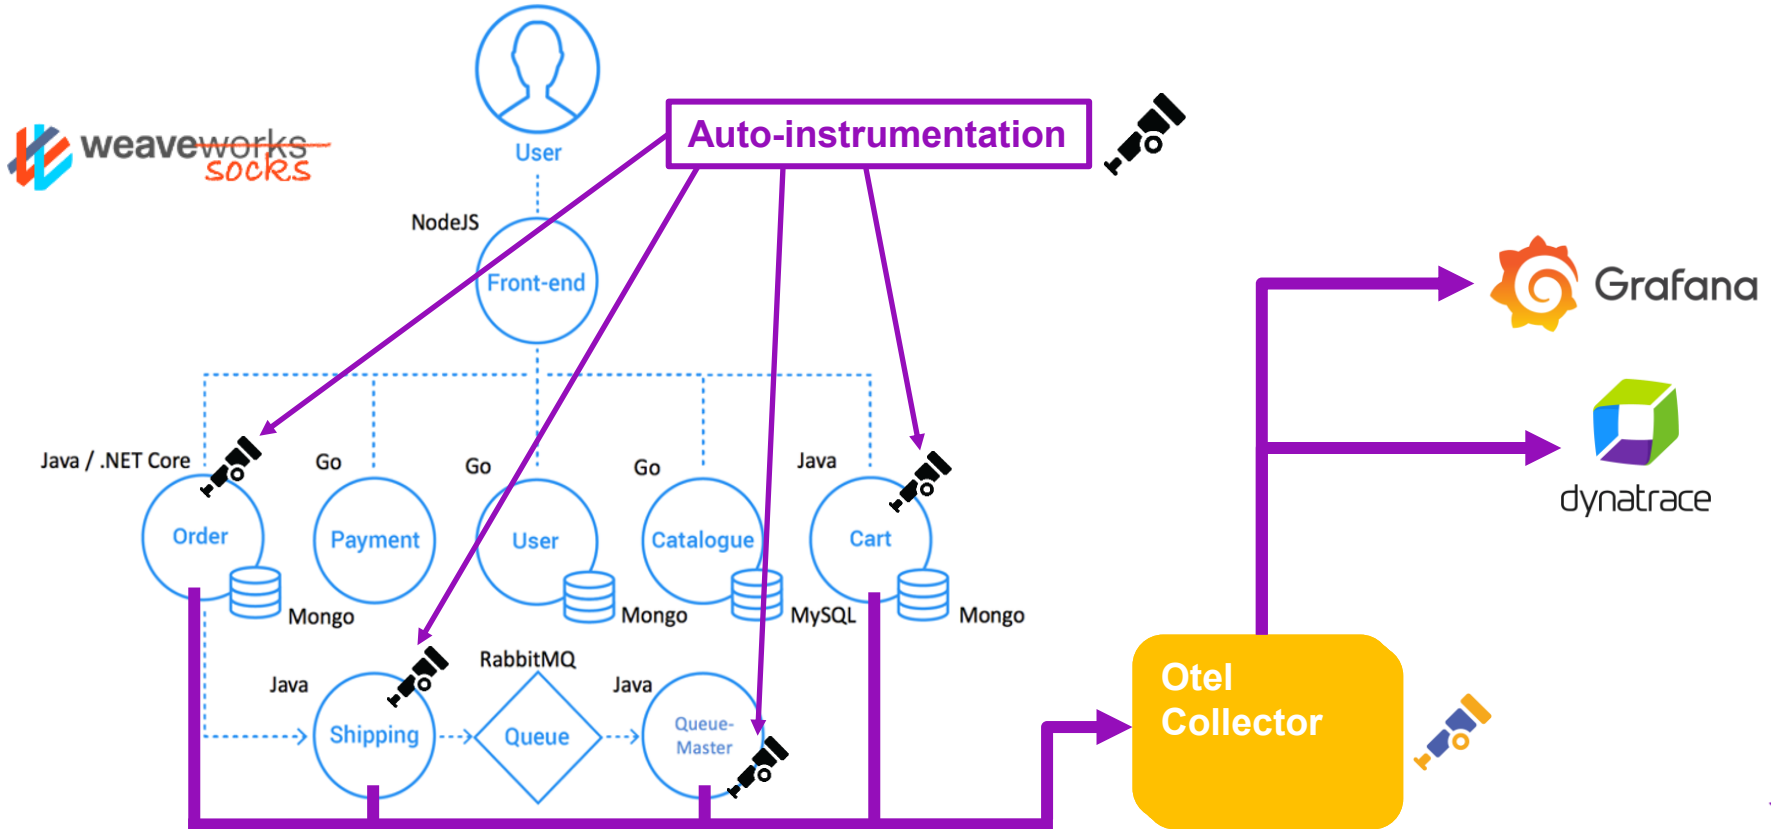 weaveworks
socks
User
Auto-instrumentation
NodeJS
Front-end
Grafana
dynatrace
Java / .NET Core
Go
Go
Go
Java
Order
Payment
User
Catalogue
Cart
Mongo
Mongo
MySQL
Mongo
Java
RabbitMQ
Java
Shipping
Queue
Queue-
Master
Otel
Collector